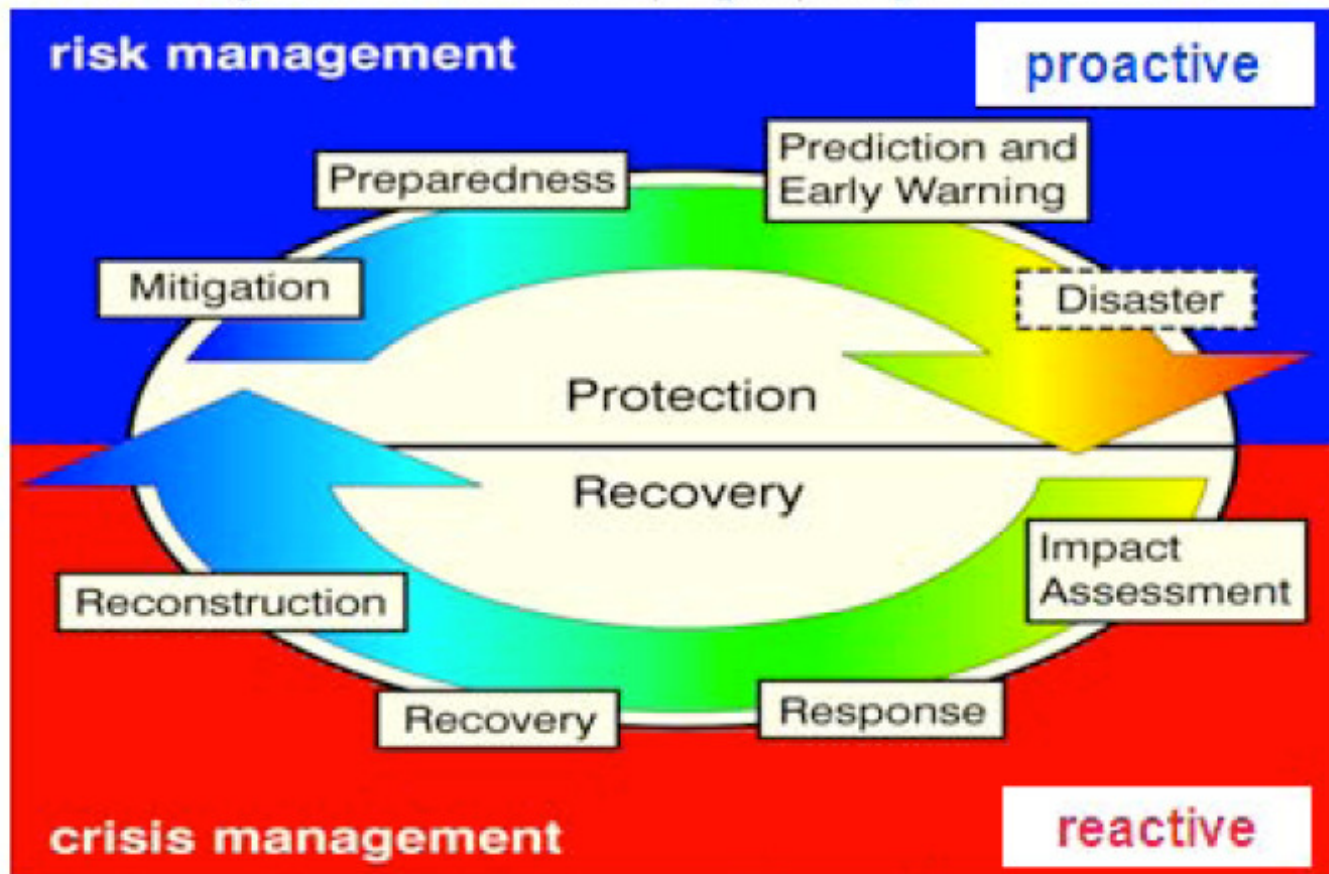 risk management
proactive
Preparedness
Prediction and
Early Warning
Mitigation
Disaster
Protection
Recovery
Impact
Assessment
Reconstruction
Recovery
Response
crisis management
reactive